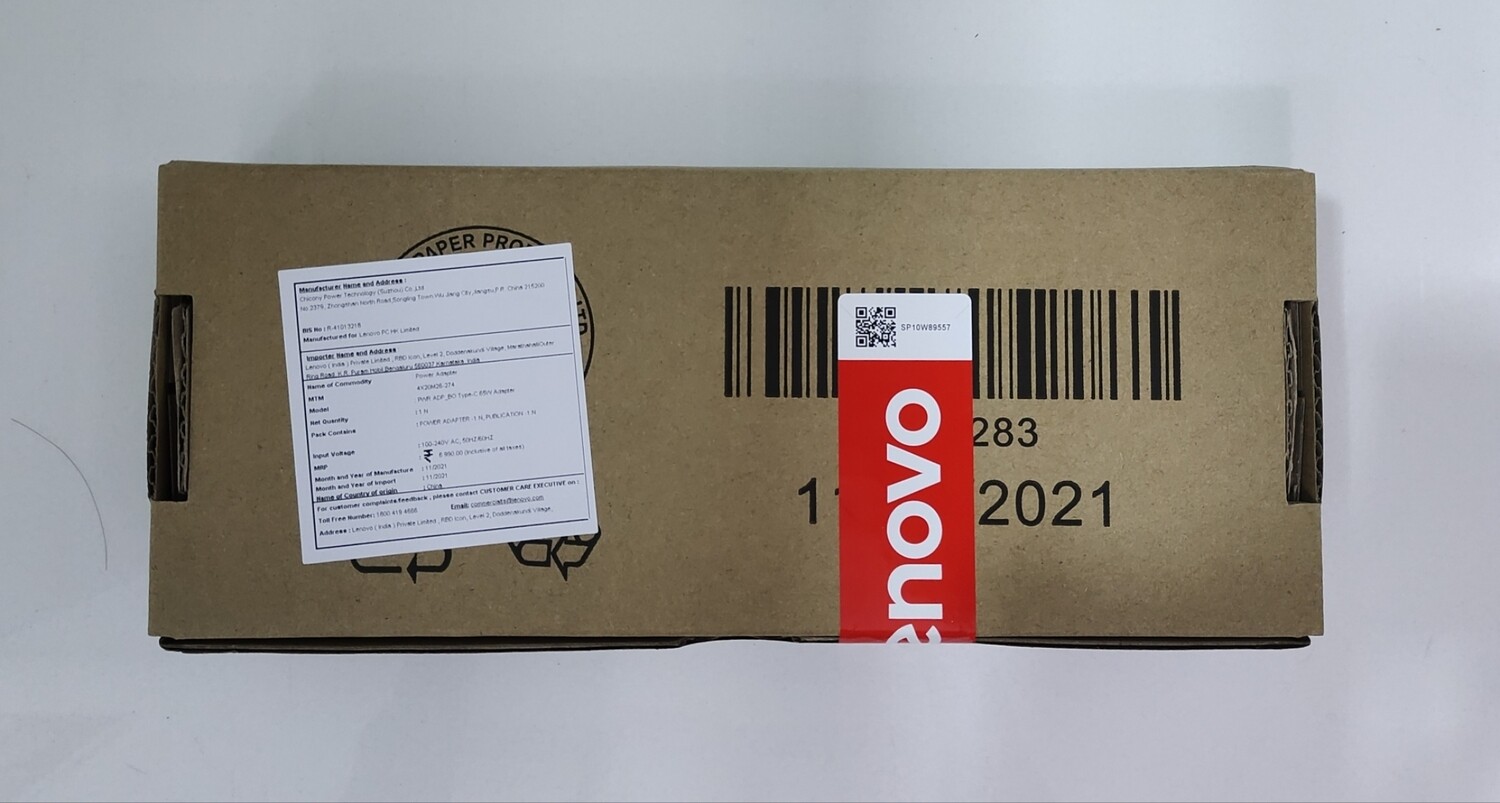 PAPER PRO
LTD
Manufacturer Name and Address :
Chicony Power Technology (Suzhou) Co.,Ltd
No.2379, Zhongshan North Road,Songling Town,Wu Jiang City,Jiangsu,P.R. China 215200
BIS No : R-41013218
Manufactured for Lenovo PC HK Limited
Importer Name and Address
Lenovo ( India ) Private Limited , RBD Icon, Level 2, Doddenakundi Village, MarathahalliOuter
Ring Road, K.R. Puram Hobli Bengaluru 560037 Karnataka, India
Name of Commodity Power Adapter
MTM 4X20M26-274
Model : PWR ADP_BO Type-C 65W Adapter
Net Quantity : 1 N
Pack Contains : POWER ADAPTER -1 N, PUBLICATION -1 N
Input Voltage : 100-240V AC, 50HZ/60HZ
MRP : 6 990.00 (inclusive of all taxes)
Month and Year of Manufacture : 11/2021
Month and Year of Import : 11/2021
Name of Country of origin : China
For customer complaints/feedback , please contact CUSTOMER CARE EXECUTIVE on :
Toll Free Number: 1800 419 4666 Email:
Address : Lenovo ( India ) Private Limited , RBD Icon, Level 2, Doddenakundi Village,
SP10W89557
enovo
283
2021